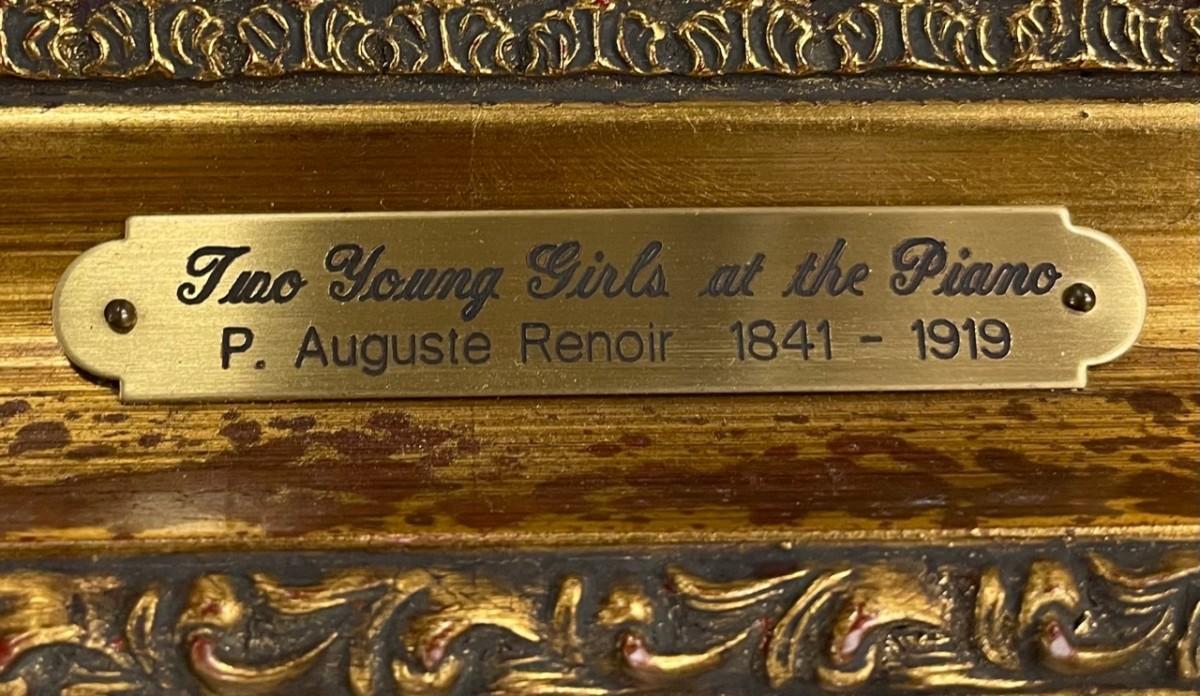 Two Young Girls at the Piano
P. Auguste Renoir 1841 - 1919